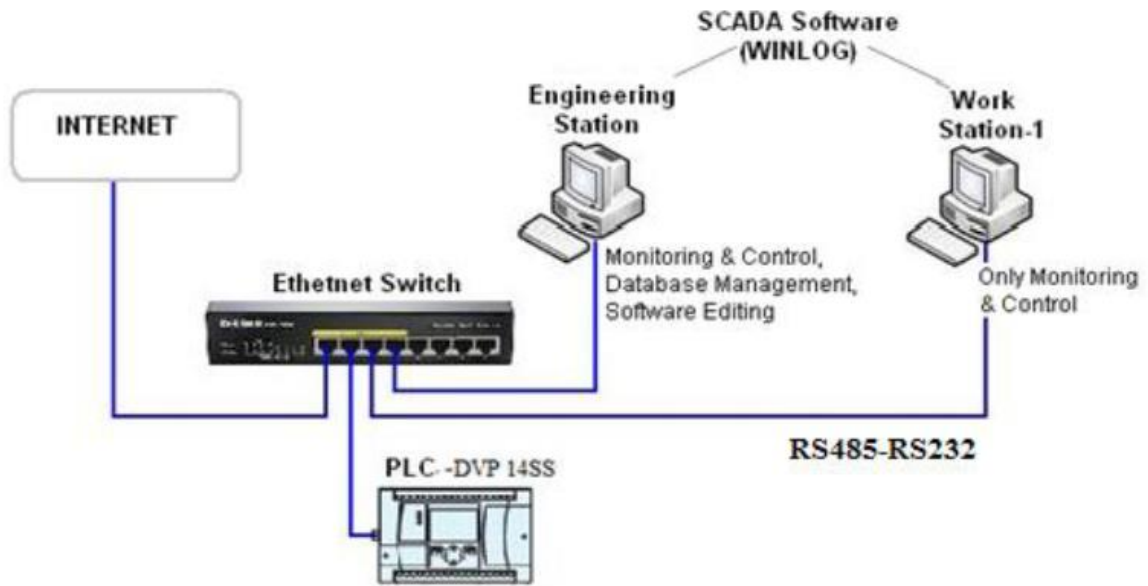 SCADA Software
(WINLOG)
Engineering
Station
Work
Station-1
INTERNET
Monitoring & Control,
Database Management,
Software Editing
Only Monitoring
& Control
Ethetnet Switch
D-Link
RS485-RS232
PLC -DVP 14SS